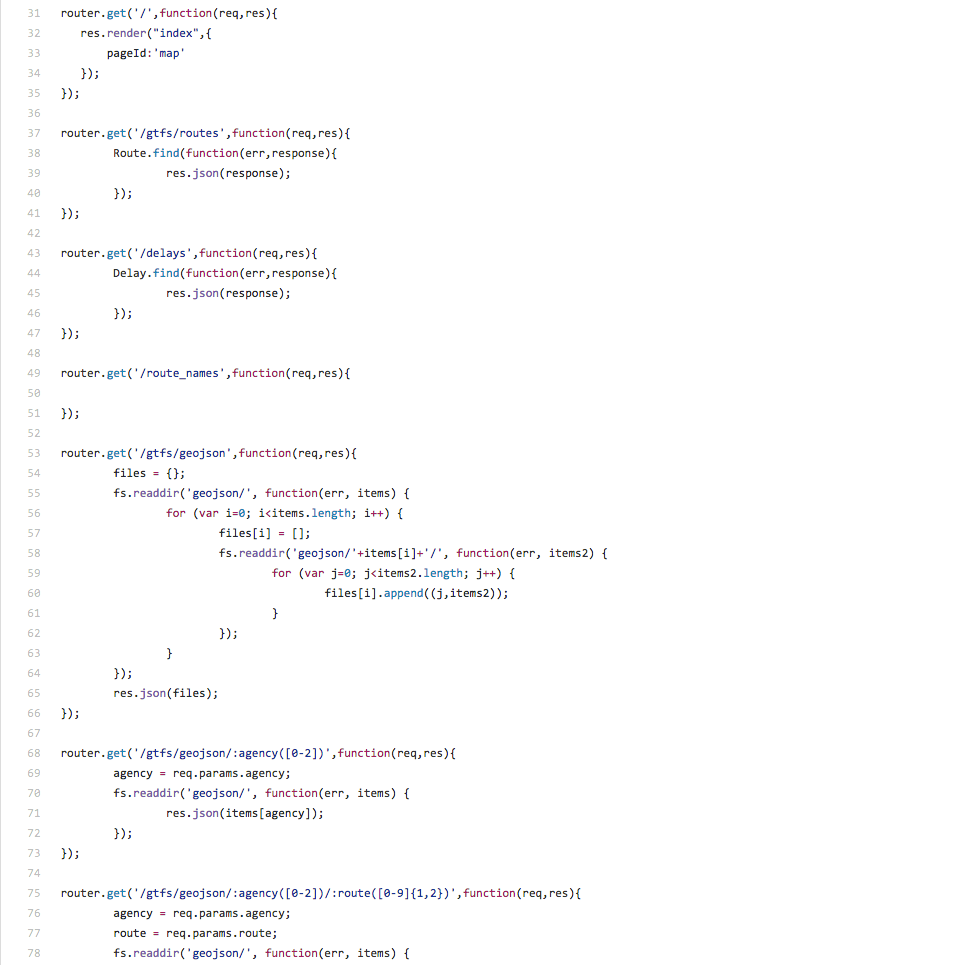 31 router.get('/',function(req,res){
32    res.render("index",{
33        pageId:'map'
34    });
35 });
36
37 router.get('/gtfs/routes',function(req,res){
38         Route.find(function(err,response){
39                 res.json(response);
40         });
41 });
42
43 router.get('/delays',function(req,res){
44         Delay.find(function(err,response){
45                 res.json(response);
46         });
47 });
48
49 router.get('/route_names',function(req,res){
50
51 });
52
53 router.get('/gtfs/geojson',function(req,res){
54         files = {};
55         fs.readdir('geojson/', function(err, items) {
56                 for (var i=0; i<items.length; i++) {
57                         files[i] = [];
58                         fs.readdir('geojson/'+items[i]+'/', function(err, items2) {
59                                 for (var j=0; j<items2.length; j++) {
60                                         files[i].append((j,items2));
61                                 }
62                         });
63                 }
64         });
65         res.json(files);
66 });
67
68 router.get('/gtfs/geojson/:agency([0-2])',function(req,res){
69         agency = req.params.agency;
70         fs.readdir('geojson/', function(err, items) {
71                 res.json(items[agency]);
72         });
73 });
74
75 router.get('/gtfs/geojson/:agency([0-2])/:route([0-9]{1,2})',function(req,res){
76         agency = req.params.agency;
77         route = req.params.route;
78         fs.readdir('geojson/', function(err, items) {